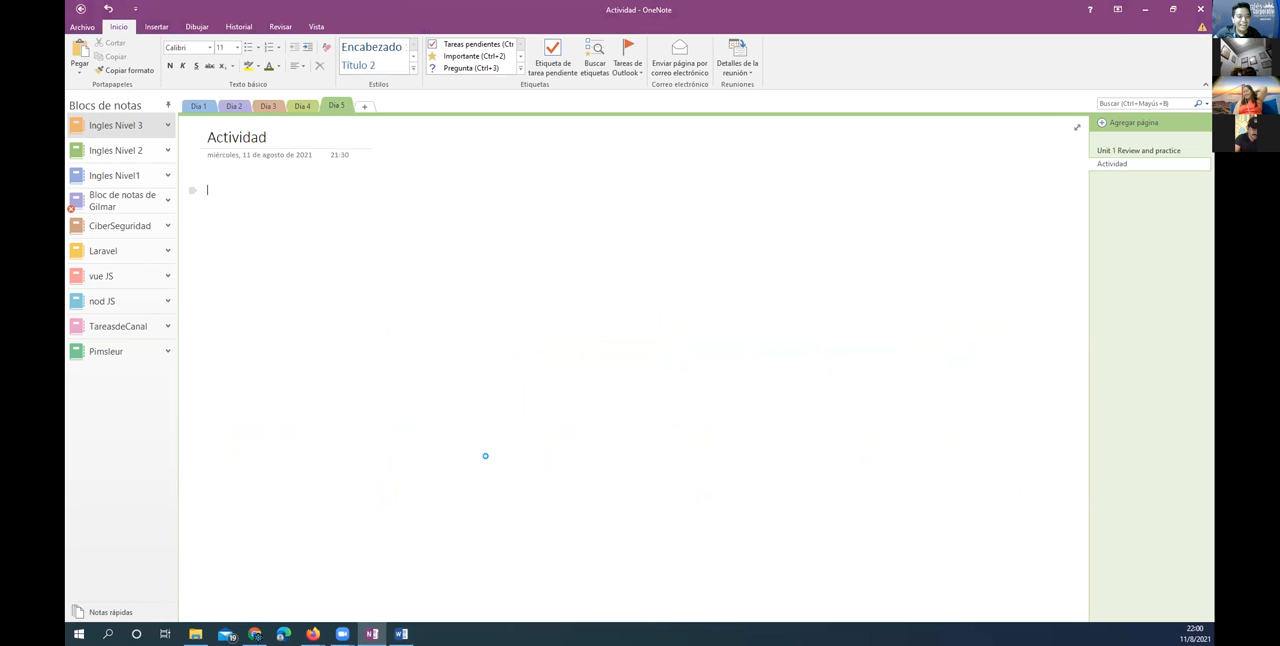 Actividad - OneNote
Archivo Inicio Insertar Dibujar Historial Revisar Vista
Pegar
Cortar
Copiar
Copiar formato
Portapapeles
Calibri 11
N K S abc x
Texto básico
Encabezado
Título 2
Estilos
Tareas pendientes (Ctr
Importante (Ctrl+2)
Pregunta (Ctrl+3)
Etiqueta de
tarea pendiente
Buscar
etiquetas
Etiquetas
Tareas de
Outlook
Enviar página por
correo electrónico
Correo electrónico
Detalles de la
reunión
Reuniones
Blocs de notas
Ingles Nivel 3
Ingles Nivel 2
Ingles Nivel1
Bloc de notas de
Gilmar
CiberSeguridad
Laravel
vue JS
nod JS
TareasdeCanal
Pimsleur
Notas rápidas
Dia 1 Dia 2 Dia 3 Dia 4 Dia 5
Buscar (Ctrl+Mayús+B)
Actividad
miércoles, 11 de agosto de 2021 21:30
Agregar página
Unit 1 Review and practice
Actividad
22:00
11/8/2021